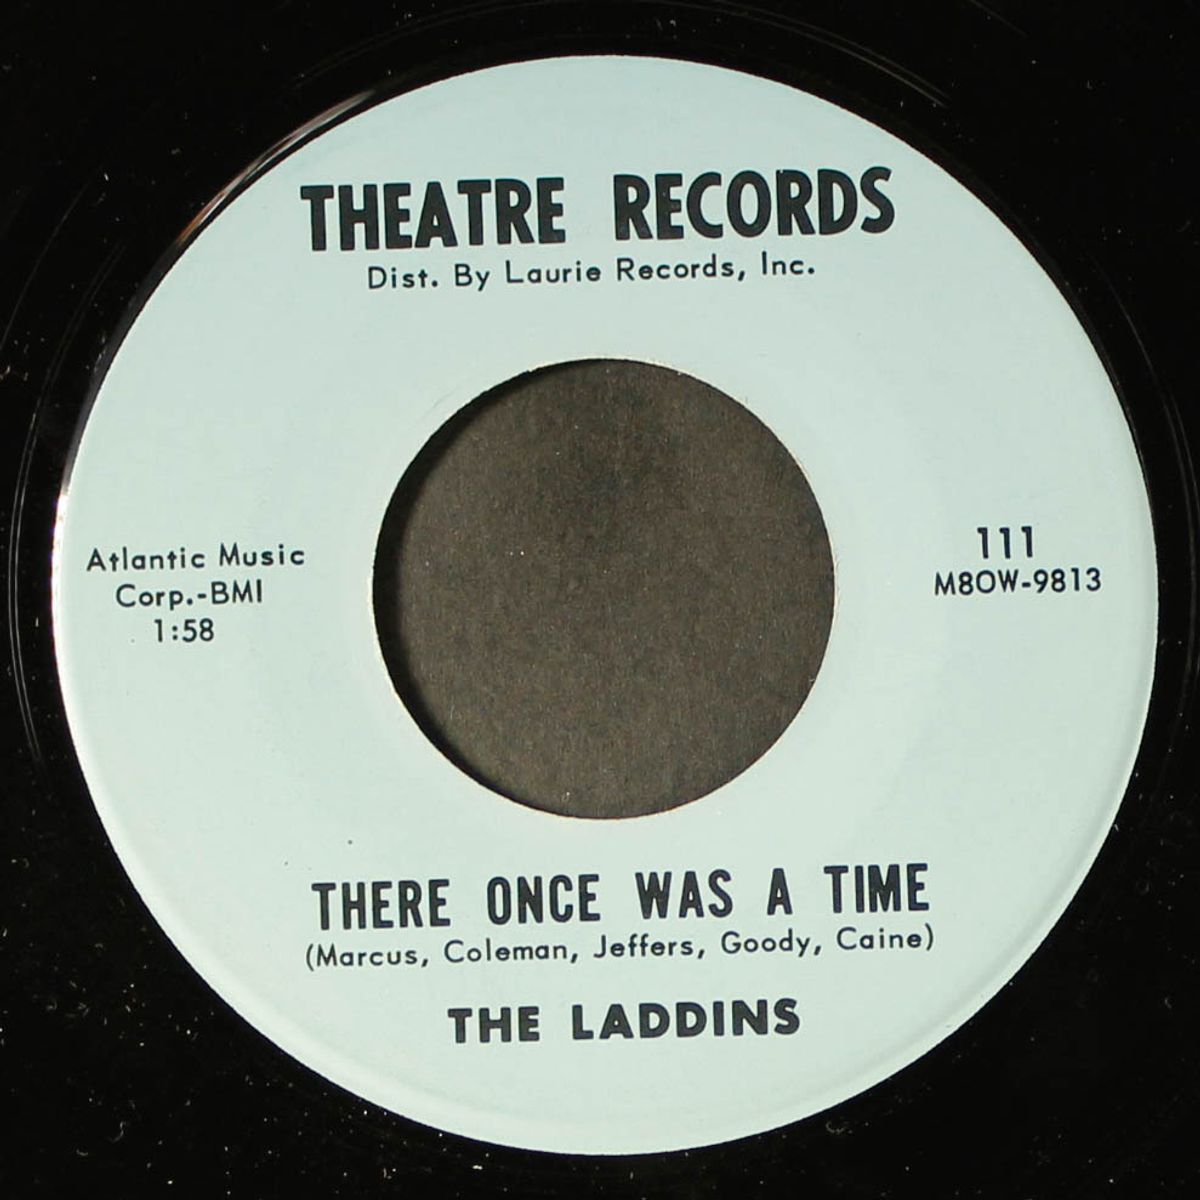 THEATRE RECORDS
Dist. By Laurie Records, Inc.
Atlantic Music
Corp.-BMI
1:58
111
M8OW-9813
THERE ONCE WAS A TIME
(Marcus, Coleman, Jeffers, Goody, Caine)
THE LADDINS